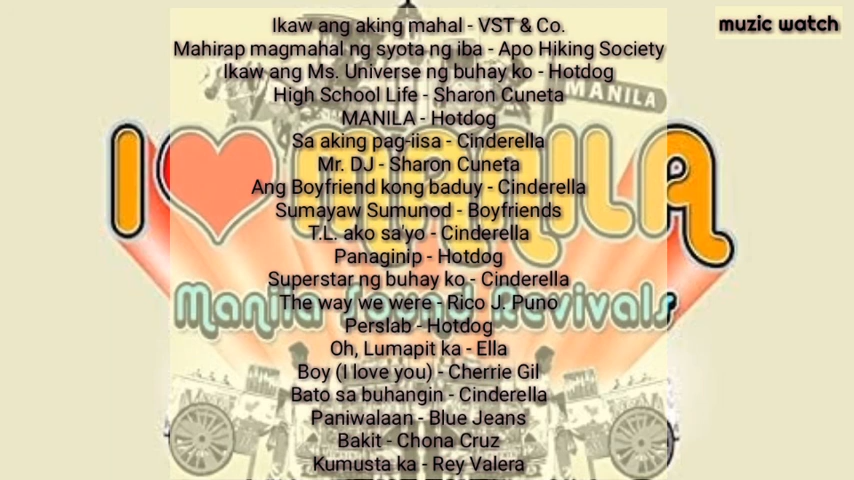 muzic watch
Ikaw ang aking mahal - VST & Co.
Mahirap magmahal ng syota ng iba - Apo Hiking Society
Ikaw ang Ms. Universe ng buhay ko - Hotdog
High School Life - Sharon Cuneta
MANILA
MANILA - Hotdog
Sa aking pag-iisa - Cinderella
Mr. DJ - Sharon Cuneta
I MANILA
Ang Boyfriend kong baduy - Cinderella
Sumayaw Sumunod - Boyfriends
T.L. ako sa'yo - Cinderella
Panaginip - Hotdog
Superstar ng buhay ko - Cinderella
Manila Sound Revivals
The way we were - Rico J. Puno
Perslab - Hotdog
Oh, Lumapit ka - Ella
Boy (I love you) - Cherrie Gil
Bato sa buhangin - Cinderella
Paniwalaan - Blue Jeans
Bakit - Chona Cruz
Kumusta ka - Rey Valera